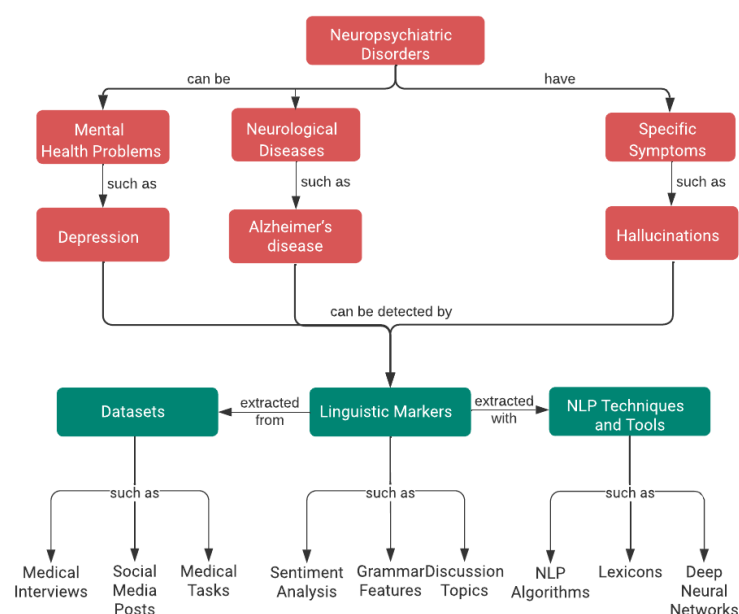 Neuropsychiatric
Disorders
can be
have
Mental
Health Problems
Neurological
Diseases
Specific
Symptoms
such as
such as
such as
Depression
Alzheimer's
disease
Hallucinations
can be detected by
Datasets
extracted
from
Linguistic Markers
extracted
with
NLP Techniques
and Tools
such as
such as
such as
Medical
Interviews
Social
Media
Posts
Medical
Tasks
Sentiment
Analysis
Grammar
Features
Discussion
Topics
NLP
Algorithms
Lexicons
Deep
Neural
Networks